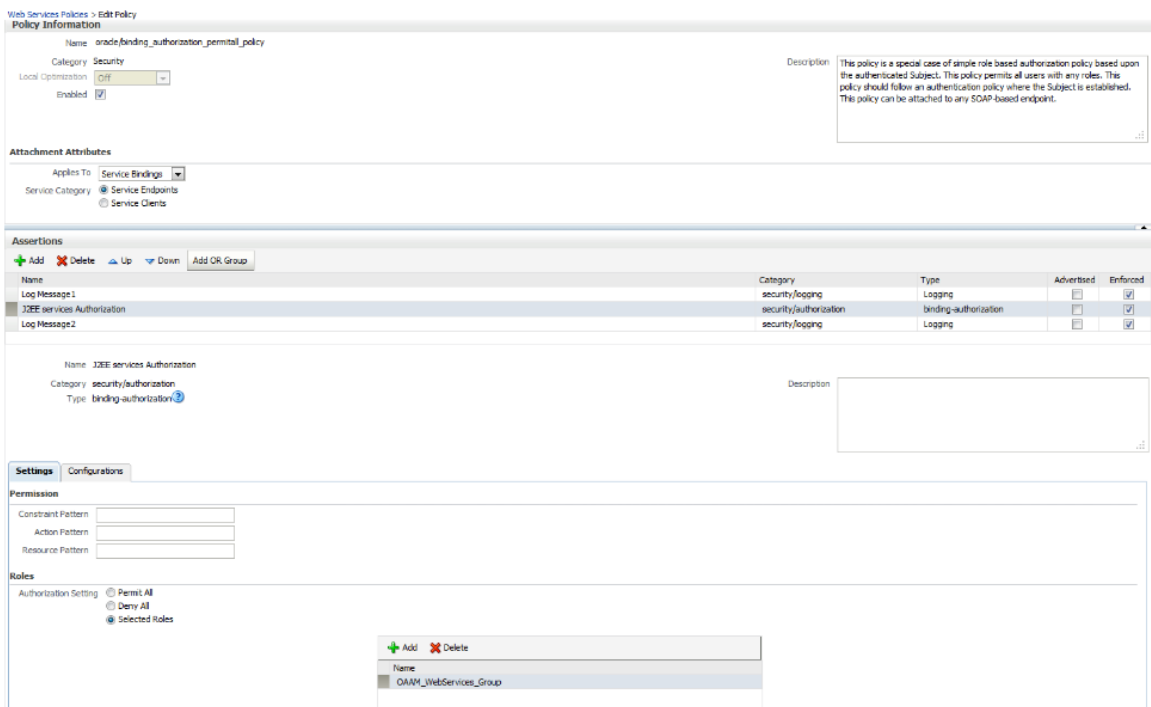 Web Services Policies > Edit Policy
Policy Information
Name oracle/binding_authorization_permitall_policy
Category Security
Local Optimization Off
Enabled
Description This policy is a special case of simple role based authorization policy based upon
the authenticated Subject. This policy permits all users with any roles. This
policy should follow an authentication policy where the Subject is established.
This policy can be attached to any SOAP-based endpoint.
Attachment Attributes
Applies To Service Bindings
Service Category Service Endpoints
Service Clients
Assertions
Add Delete Up Down Add OR Group
Name Category Type Advertised Enforced
Log Message1 security/logging Logging
J2EE services Authorization security/authorization binding-authorization
Log Message2 security/logging Logging
Name J2EE services Authorization
Category security/authorization
Type binding-authorization ?
Description
Settings Configurations
Permission
Constraint Pattern
Action Pattern
Resource Pattern
Roles
Authorization Setting Permit All
Deny All
Selected Roles
Add Delete
Name
OAAM_WebServices_Group